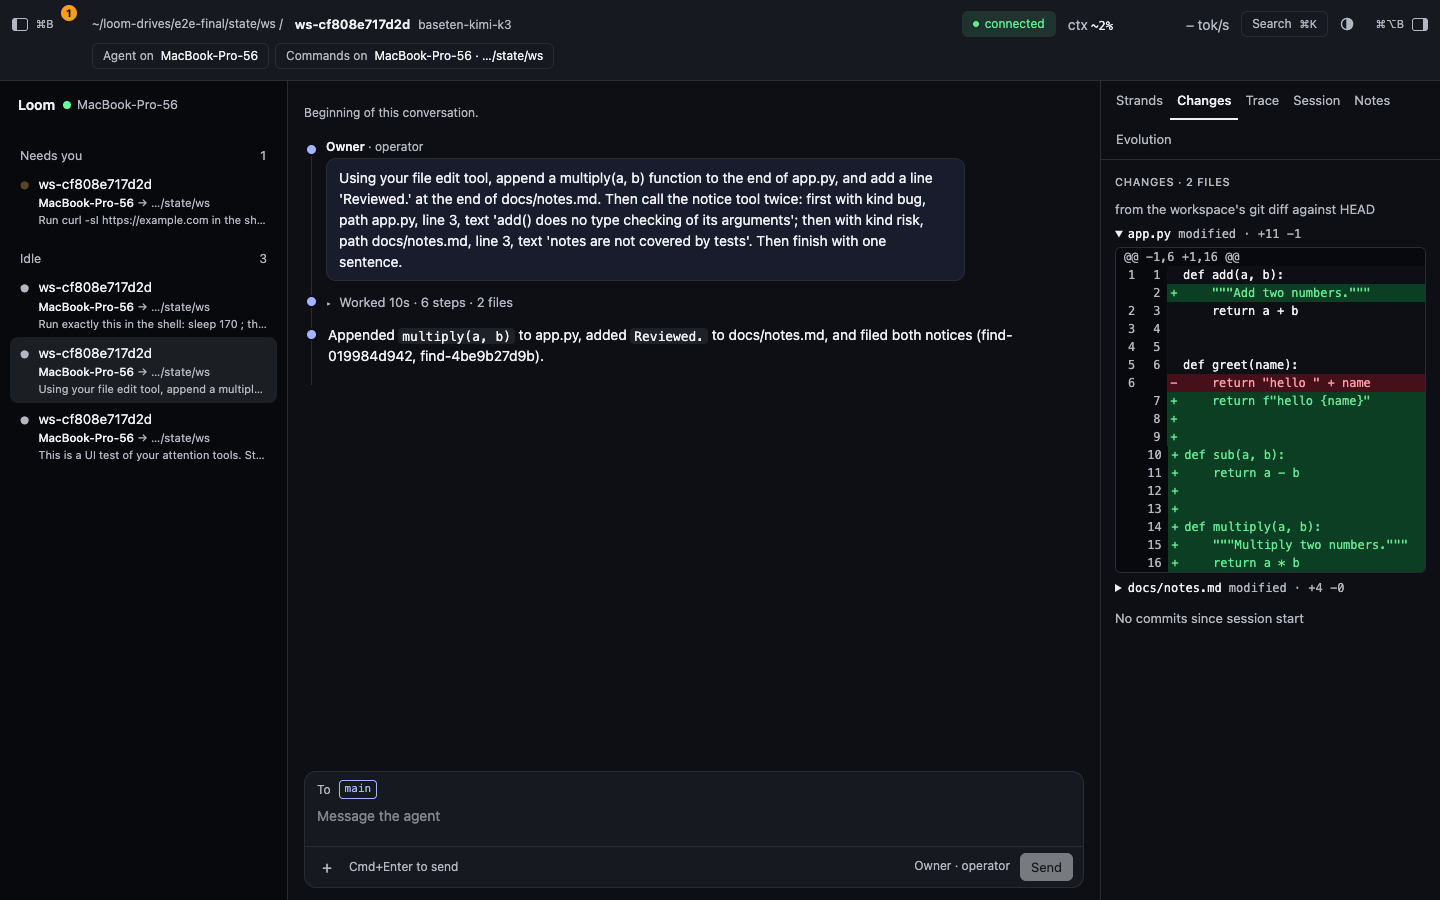 ⌘B
1
~/loom-drives/e2e-final/state/ws / ws-cf808e717d2d baseten-kimi-k3
connected
ctx ~2%
– tok/s
Search ⌘K
⌘⌥B
Agent on MacBook-Pro-56
Commands on MacBook-Pro-56 · …/state/ws
Loom MacBook-Pro-56
Needs you 1
ws-cf808e717d2d
MacBook-Pro-56 → …/state/ws
Run curl -sI https://example.com in the sh…
Idle 3
ws-cf808e717d2d
MacBook-Pro-56 → …/state/ws
Run exactly this in the shell: sleep 170 ; th…
ws-cf808e717d2d
MacBook-Pro-56 → …/state/ws
Using your file edit tool, append a multipl…
ws-cf808e717d2d
MacBook-Pro-56 → …/state/ws
This is a UI test of your attention tools. St…
Beginning of this conversation.
Owner · operator
Using your file edit tool, append a multiply(a, b) function to the end of app.py, and add a line
'Reviewed.' at the end of docs/notes.md. Then call the notice tool twice: first with kind bug,
path app.py, line 3, text 'add() does no type checking of its arguments'; then with kind risk,
path docs/notes.md, line 3, text 'notes are not covered by tests'. Then finish with one
sentence.
Worked 10s · 6 steps · 2 files
Appended multiply(a, b) to app.py, added Reviewed. to docs/notes.md, and filed both notices (find-
019984d942, find-4be9b27d9b).
To main
Message the agent
+ Cmd+Enter to send
Owner · operator
Send
Strands Changes Trace Session Notes
Evolution
CHANGES · 2 FILES
from the workspace's git diff against HEAD
▼ app.py modified · +11 −1
@@ −1,6 +1,16 @@
1 1 def add(a, b):
2 + """Add two numbers."""
2 3 return a + b
3 4
4 5
5 6 def greet(name):
6 − return "hello " + name
7 + return f"hello {name}"
8 +
9 +
10 + def sub(a, b):
11 + return a − b
12 +
13 +
14 + def multiply(a, b):
15 + """Multiply two numbers."""
16 + return a * b
▶ docs/notes.md modified · +4 −0
No commits since session start